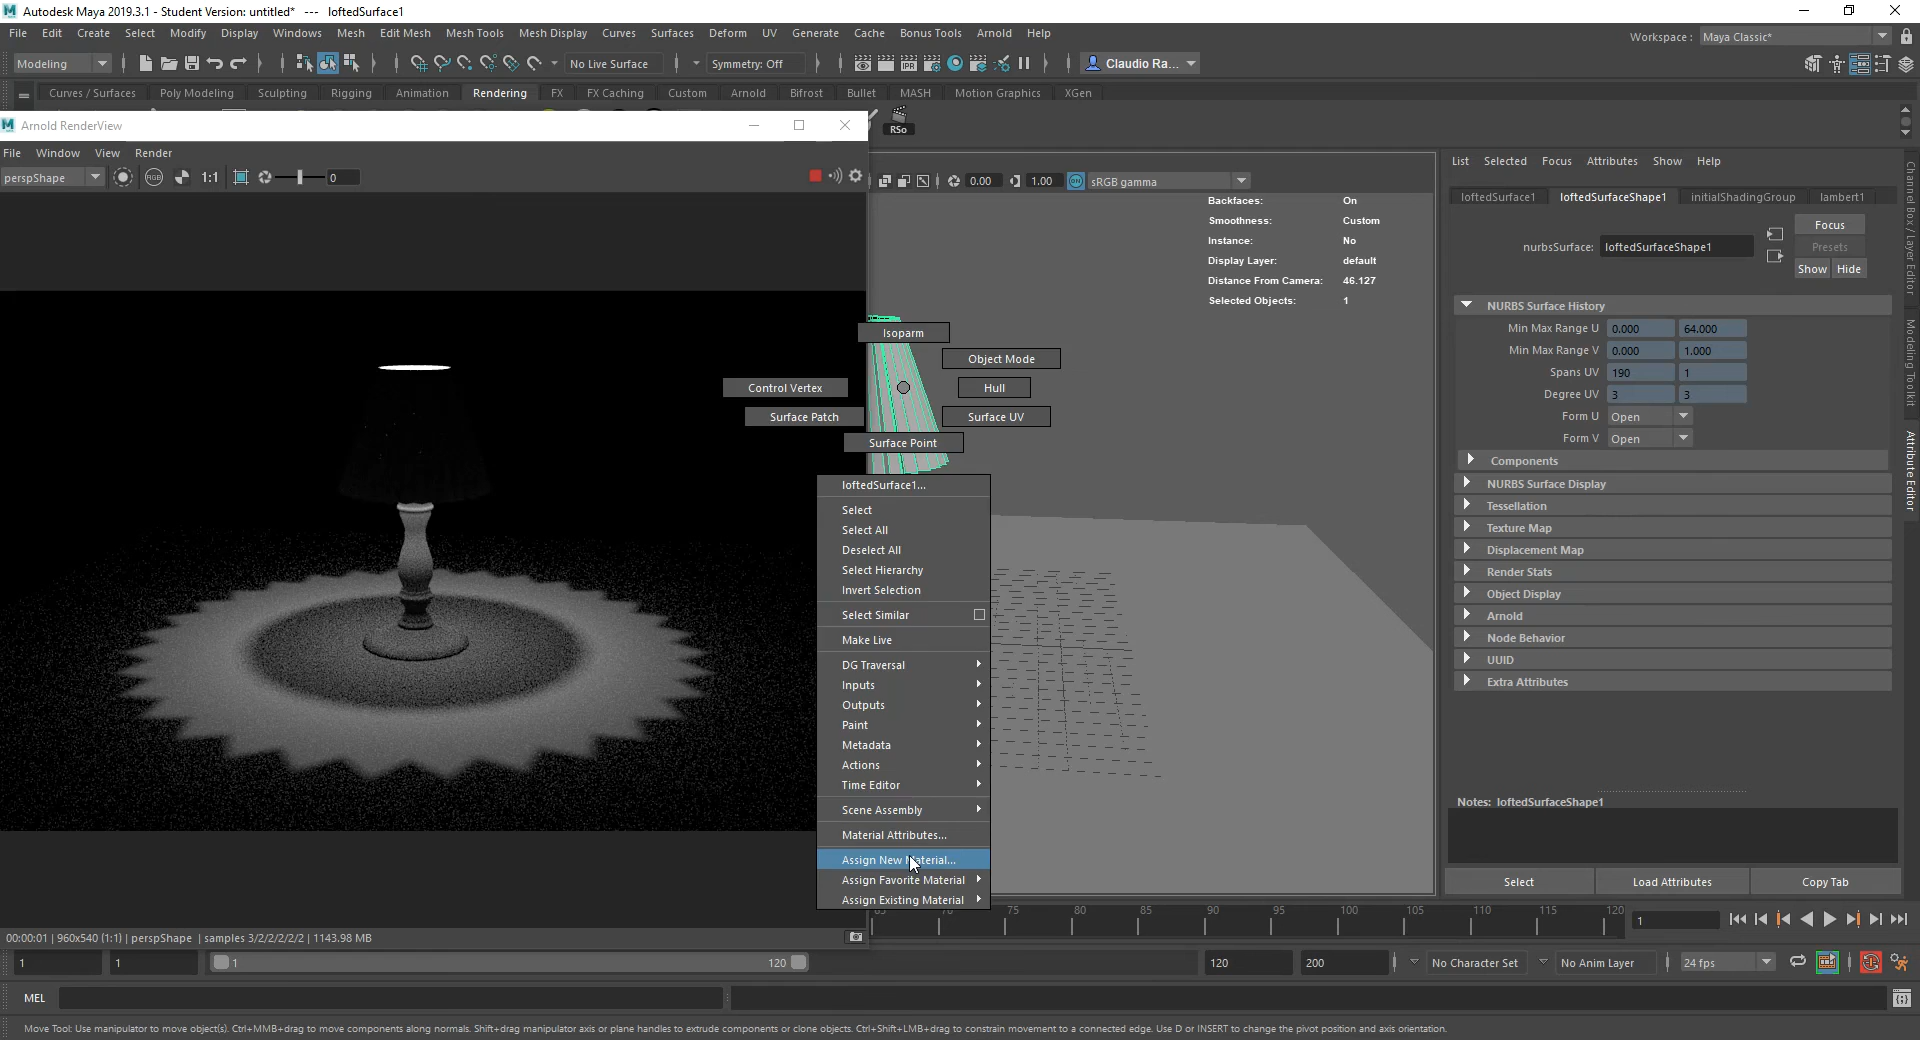 Autodesk Maya 2019.3.1 - Student Version: untitled* --- loftedSurface1
File Edit Create Select Modify Display Windows Mesh Edit Mesh Mesh Tools Mesh Display Curves Surfaces Deform UV Generate Cache Bonus Tools Arnold Help
Workspace : Maya Classic*
Modeling No Live Surface Symmetry: Off IPR Claudio Ra...
Curves / Surfaces Poly Modeling Sculpting Rigging Animation Rendering FX FX Caching Custom Arnold Bifrost Bullet MASH Motion Graphics XGen
Arnold RenderView
RSo
File Window View Render
perspShape RGB 1:1 0
0.00 1.00 ON sRGB gamma
Backfaces: On
Smoothness: Custom
Instance: No
Display Layer: default
Distance From Camera: 46.127
Selected Objects: 1
Isoparm
Object Mode
Control Vertex
Hull
Surface Patch
Surface UV
Surface Point
loftedSurface1...
Select
Select All
Deselect All
Select Hierarchy
Invert Selection
Select Similar
Make Live
DG Traversal
Inputs
Outputs
Paint
Metadata
Actions
Time Editor
Scene Assembly
Material Attributes...
Assign New Material...
Assign Favorite Material
Assign Existing Material
List Selected Focus Attributes Show Help
loftedSurface1 loftedSurfaceShape1 initialShadingGroup lambert1
Focus
nurbsSurface: loftedSurfaceShape1
Presets
Show Hide
NURBS Surface History
Min Max Range U 0.000 64.000
Min Max Range V 0.000 1.000
Spans UV 190 1
Degree UV 3 3
Form U Open
Form V Open
Components
NURBS Surface Display
Tessellation
Texture Map
Displacement Map
Render Stats
Object Display
Arnold
Node Behavior
UUID
Extra Attributes
Notes: loftedSurfaceShape1
Select Load Attributes Copy Tab
Channel Box / Layer Editor
Modeling Toolkit
Attribute Editor
00:00:01 | 960x540 (1:1) | perspShape | samples 3/2/2/2/2/2 | 1143.98 MB
65 70 75 80 85 90 95 100 105 110 115 120
1
1 1 1 120 120 200 No Character Set No Anim Layer 24 fps
MEL
Move Tool: Use manipulator to move object(s). Ctrl+MMB+drag to move components along normals. Shift+drag manipulator axis or plane handles to extrude components or clone objects. Ctrl+Shift+LMB+drag to constrain movement to a connected edge. Use D or INSERT to change the pivot position and axis orientation.